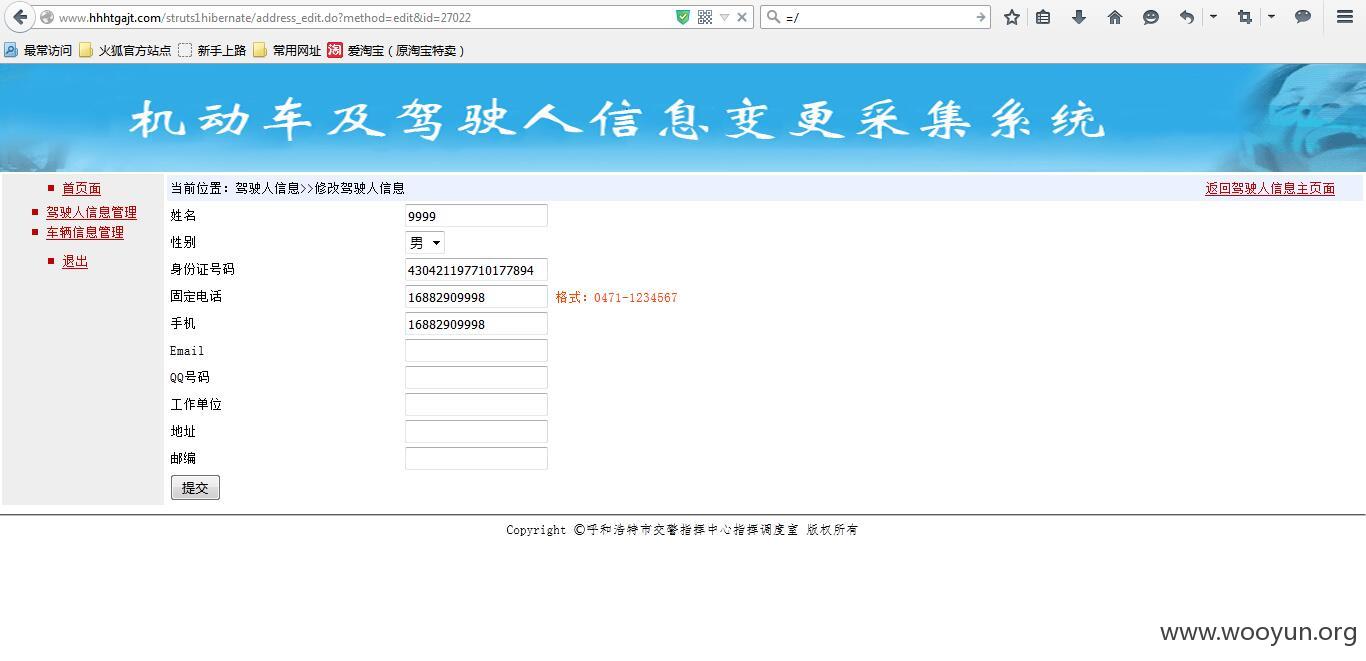 www.hhhtgajt.com/struts1hibernate/address_edit.do?method=edit&id=27022
=/
最常访问 火狐官方站点 新手上路 常用网址 淘 爱淘宝（原淘宝特卖）
机动车及驾驶人信息变更采集系统
首页面
驾驶人信息管理
车辆信息管理
退出
当前位置：驾驶人信息>>修改驾驶人信息 返回驾驶人信息主页面
姓名 9999
性别 男
身份证号码 430421197710177894
固定电话 16882909998 格式：0471-1234567
手机 16882909998
Email
QQ号码
工作单位
地址
邮编
提交
Copyright ©呼和浩特市交警指挥中心指挥调度室 版权所有
www.wooyun.org